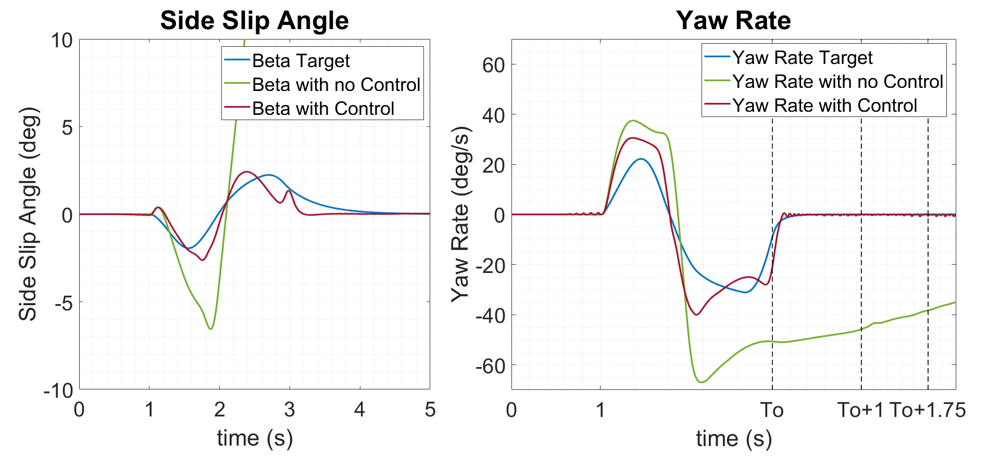 Side Slip Angle
Side Slip Angle (deg)
10
5
0
-5
-10
Beta Target
Beta with no Control
Beta with Control
0 1 2 3 4 5
time (s)
Yaw Rate
Yaw Rate (deg/s)
60
40
20
0
-20
-40
-60
Yaw Rate Target
Yaw Rate with no Control
Yaw Rate with Control
0 1 To To+1 To+1.75
time (s)